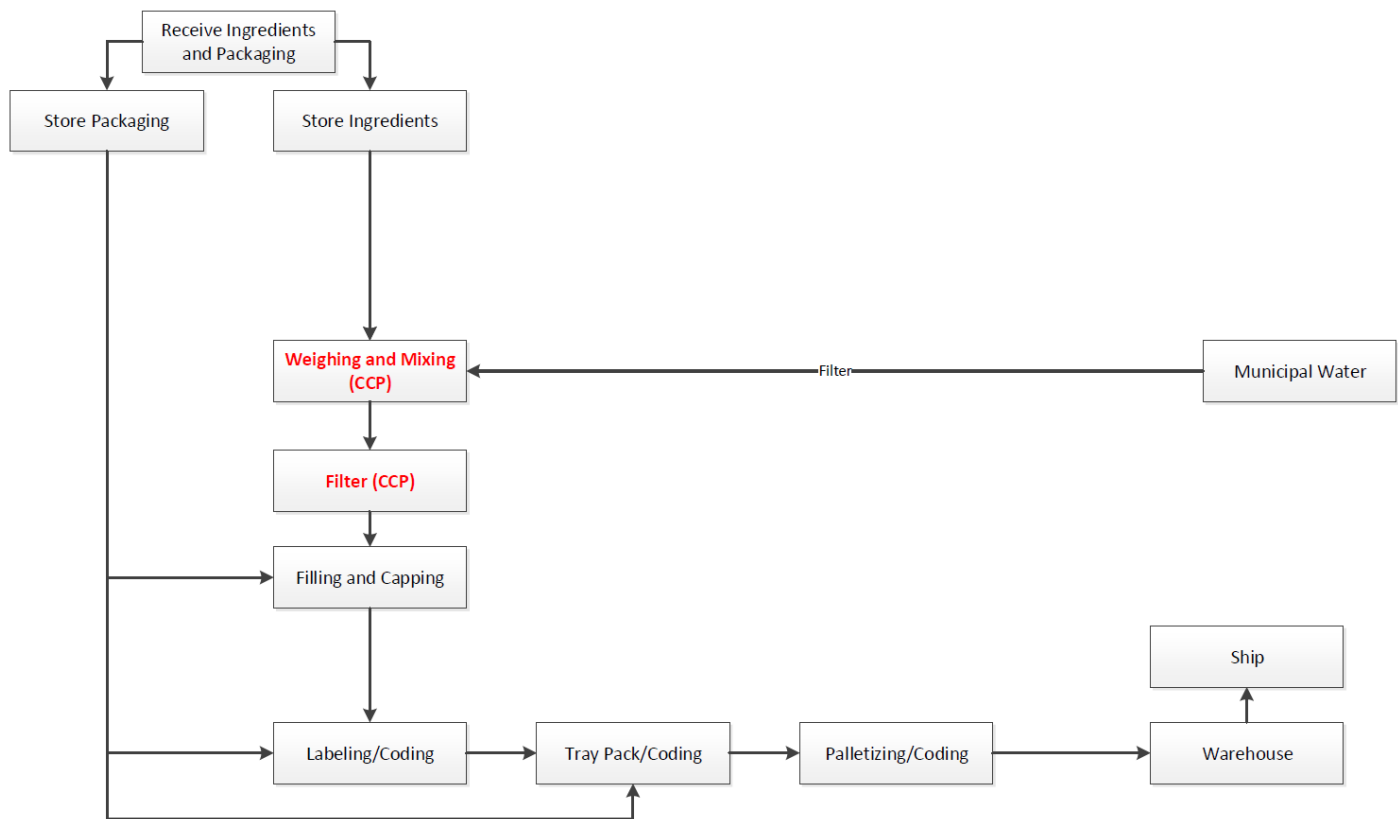 Receive Ingredients
and Packaging
Store Packaging
Store Ingredients
Weighing and Mixing
(CCP)
Filter
Municipal Water
Filter (CCP)
Filling and Capping
Ship
Labeling/Coding
Tray Pack/Coding
Palletizing/Coding
Warehouse